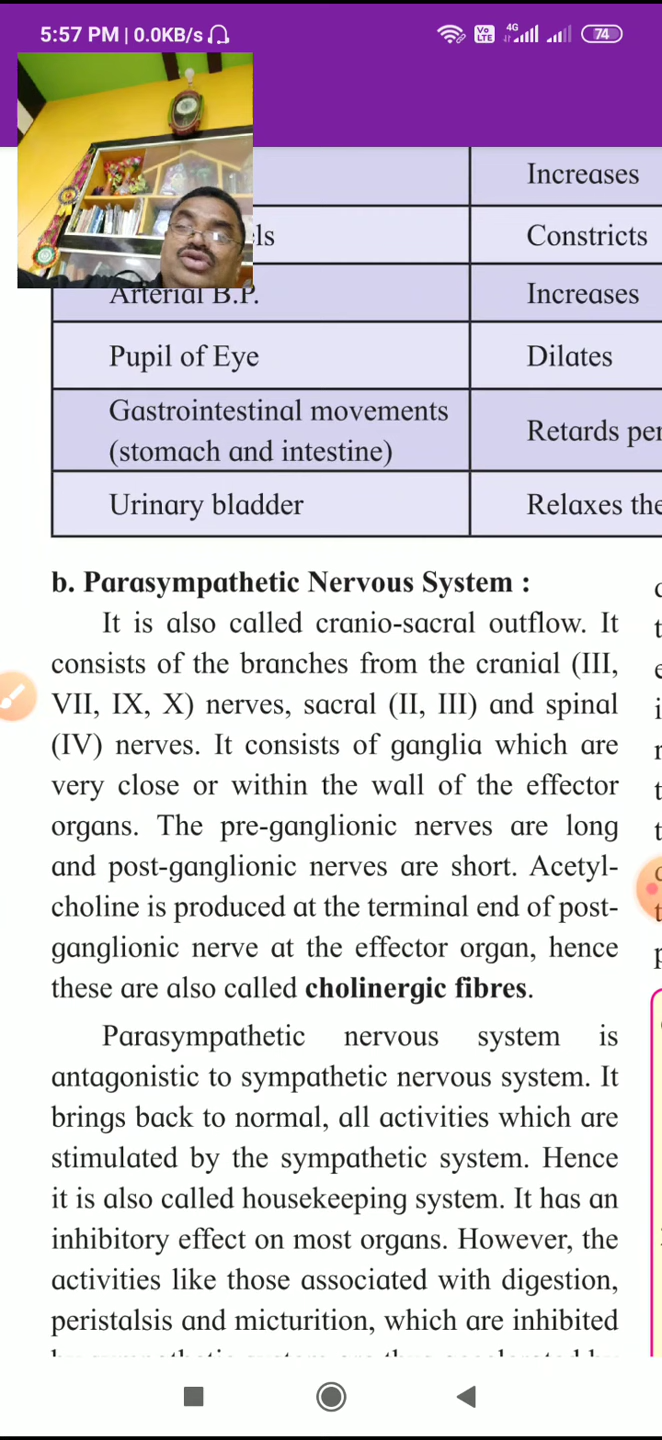 5:57 PM | 0.0KB/s
Vo LTE 4G 74
Increases
Constricts
Arterial B.P.
Increases
Pupil of Eye
Dilates
Gastrointestinal movements
(stomach and intestine)
Retards
Urinary bladder
Relaxes
b. Parasympathetic Nervous System :
It is also called cranio-sacral outflow. It
consists of the branches from the cranial (III,
VII, IX, X) nerves, sacral (II, III) and spinal
(IV) nerves. It consists of ganglia which are
very close or within the wall of the effector
organs. The pre-ganglionic nerves are long
and post-ganglionic nerves are short. Acetyl-
choline is produced at the terminal end of post-
ganglionic nerve at the effector organ, hence
these are also called cholinergic fibres.
Parasympathetic nervous system is
antagonistic to sympathetic nervous system. It
brings back to normal, all activities which are
stimulated by the sympathetic system. Hence
it is also called housekeeping system. It has an
inhibitory effect on most organs. However, the
activities like those associated with digestion,
peristalsis and micturition, which are inhibited